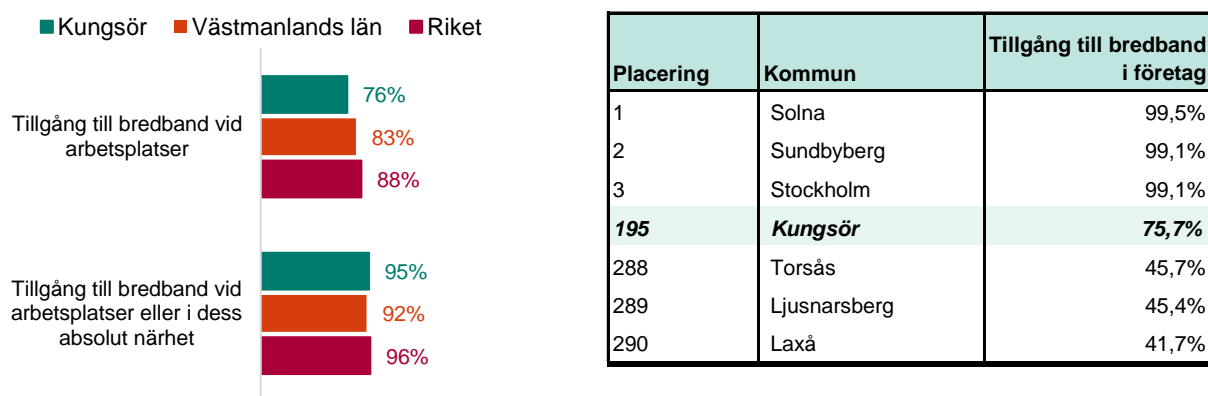 Kungsör Västmanlands län Riket
Tillgång till bredband vid
arbetsplatser
76%
83%
88%
Tillgång till bredband vid
arbetsplatser eller i dess
absolut närhet
95%
92%
96%
Placering Kommun Tillgång till bredband
i företag
1 Solna 99,5%
2 Sundbyberg 99,1%
3 Stockholm 99,1%
195 Kungsör 75,7%
288 Torsås 45,7%
289 Ljusnarsberg 45,4%
290 Laxå 41,7%